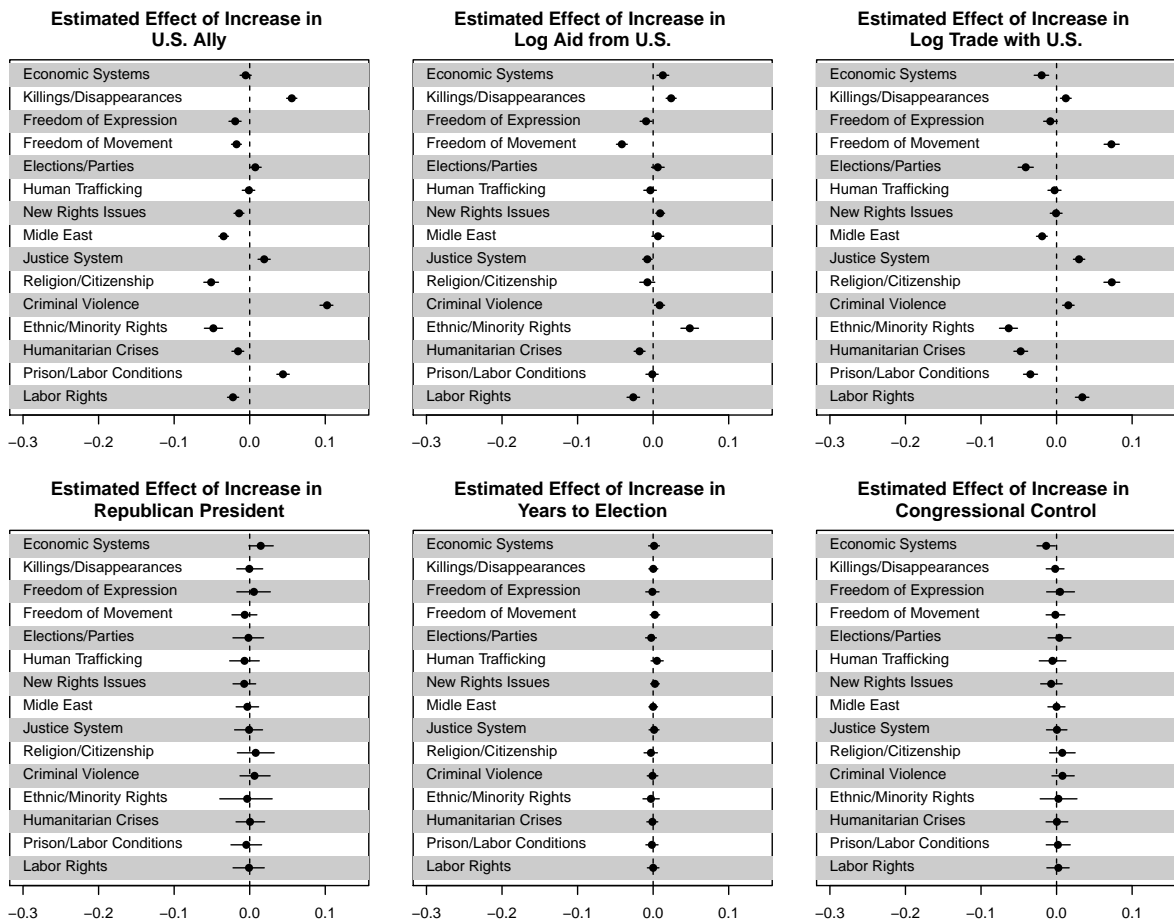 Estimated Effect of Increase in
U.S. Ally
Economic Systems
Killings/Disappearances
Freedom of Expression
Freedom of Movement
Elections/Parties
Human Trafficking
New Rights Issues
Midle East
Justice System
Religion/Citizenship
Criminal Violence
Ethnic/Minority Rights
Humanitarian Crises
Prison/Labor Conditions
Labor Rights
−0.3 −0.2 −0.1 0.0 0.1
Estimated Effect of Increase in
Log Aid from U.S.
Economic Systems
Killings/Disappearances
Freedom of Expression
Freedom of Movement
Elections/Parties
Human Trafficking
New Rights Issues
Midle East
Justice System
Religion/Citizenship
Criminal Violence
Ethnic/Minority Rights
Humanitarian Crises
Prison/Labor Conditions
Labor Rights
−0.3 −0.2 −0.1 0.0 0.1
Estimated Effect of Increase in
Log Trade with U.S.
Economic Systems
Killings/Disappearances
Freedom of Expression
Freedom of Movement
Elections/Parties
Human Trafficking
New Rights Issues
Midle East
Justice System
Religion/Citizenship
Criminal Violence
Ethnic/Minority Rights
Humanitarian Crises
Prison/Labor Conditions
Labor Rights
−0.3 −0.2 −0.1 0.0 0.1
Estimated Effect of Increase in
Republican President
Economic Systems
Killings/Disappearances
Freedom of Expression
Freedom of Movement
Elections/Parties
Human Trafficking
New Rights Issues
Midle East
Justice System
Religion/Citizenship
Criminal Violence
Ethnic/Minority Rights
Humanitarian Crises
Prison/Labor Conditions
Labor Rights
−0.3 −0.2 −0.1 0.0 0.1
Estimated Effect of Increase in
Years to Election
Economic Systems
Killings/Disappearances
Freedom of Expression
Freedom of Movement
Elections/Parties
Human Trafficking
New Rights Issues
Midle East
Justice System
Religion/Citizenship
Criminal Violence
Ethnic/Minority Rights
Humanitarian Crises
Prison/Labor Conditions
Labor Rights
−0.3 −0.2 −0.1 0.0 0.1
Estimated Effect of Increase in
Congressional Control
Economic Systems
Killings/Disappearances
Freedom of Expression
Freedom of Movement
Elections/Parties
Human Trafficking
New Rights Issues
Midle East
Justice System
Religion/Citizenship
Criminal Violence
Ethnic/Minority Rights
Humanitarian Crises
Prison/Labor Conditions
Labor Rights
−0.3 −0.2 −0.1 0.0 0.1